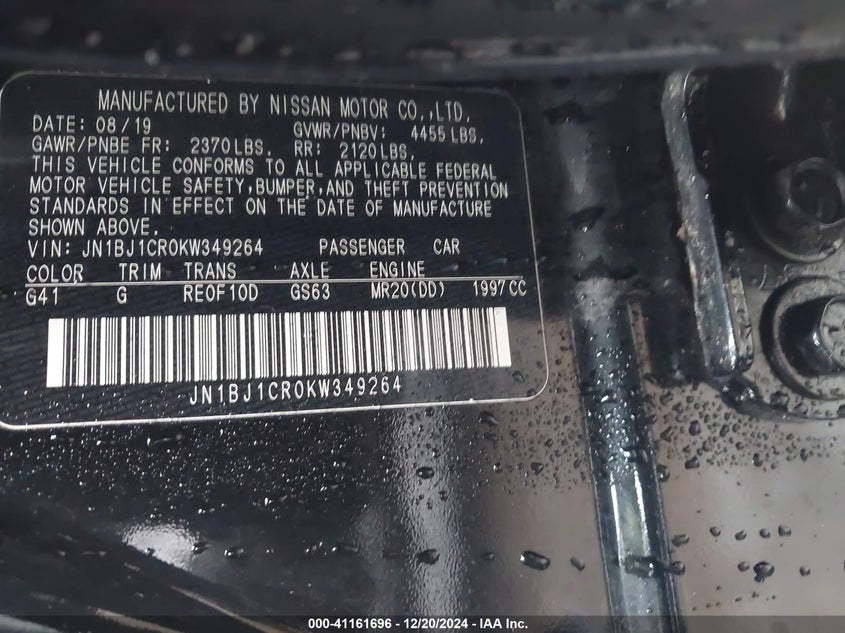 MANUFACTURED BY NISSAN MOTOR CO.,LTD.
DATE: 08/19 GVWR/PNBV: 4455 LBS,
GAWR/PNBE FR: 2370 LBS, RR: 2120 LBS,
THIS VEHICLE CONFORMS TO ALL APPLICABLE FEDERAL
MOTOR VEHICLE SAFETY, BUMPER, AND THEFT PREVENTION
STANDARDS IN EFFECT ON THE DATE OF MANUFACTURE
SHOWN ABOVE.
VIN: JN1BJ1CR0KW349264 PASSENGER CAR
COLOR TRIM TRANS AXLE ENGINE
G41 G RE0F10D GS63 MR20(DD) 1997CC
JN1BJ1CR0KW349264
000-41161696 - 12/20/2024 - IAA Inc.